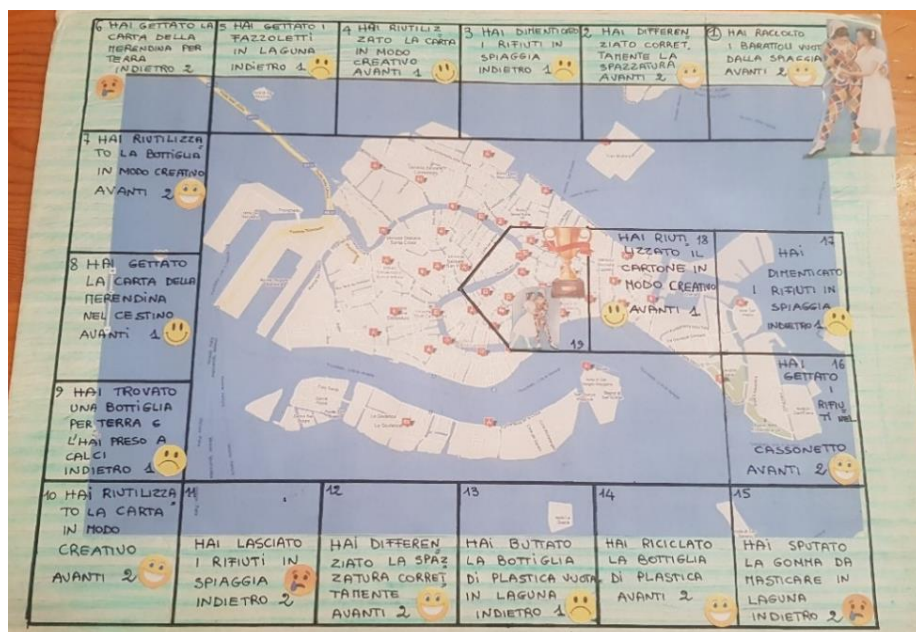 1 HAI RACCOLTO
I BARATTOLI VUOTI
DALLA SPIAGGIA
AVANTI 2
2 HAI DIFFEREN
ZIATO CORRET,
TAMENTE LA
SPAZZATURA
AVANTI 2
3 HAI DIMENTICATO
I RIFIUTI IN
SPIAGGIA
INDIETRO 1
4 HAI RIUTILIZ
ZATO LA CARTA
IN MODO
CREATIVO
AVANTI 1
5 HAI GETTATO I
FAZZOLETTI
IN LAGUNA
INDIETRO 1
6 HAI GETTATO LA
CARTA DELLA
MERENDINA PER
TERRA
INDIETRO 2
7 HAI RIUTILIZZA
TO LA BOTTIGLIA
IN MODO CREATIVO
AVANTI 2
8 HAI GETTATO
LA CARTA DELLA
MERENDINA
NEL CESTINO
AVANTI 1
9 HAI TROVATO
UNA BOTTIGLIA
PER TERRA E
L'HAI PRESO A
CALCI
INDIETRO 1
10 HAI RIUTILIZZA
TO LA CARTA
IN MODO
CREATIVO
AVANTI 2
11
HAI LASCIATO
I RIFIUTI IN
SPIAGGIA
INDIETRO 2
12
HAI DIFFEREN
ZIATO LA SPAZ
ZATURA CORRET
TAMENTE
AVANTI 2
13
HAI BUTTATO
LA BOTTIGLIA
DI PLASTICA VUOTA
IN LAGUNA
INDIETRO 1
14
HAI RICICLATO
LA BOTTIGLIA
DI PLASTICA
AVANTI 2
15
HAI SPUTATO
LA GOMMA DA
MASTICARE IN
LAGUNA
INDIETRO 2
HAI 16
GETTATO
I
RIFIU
TI NEL
CASSONETTO
AVANTI 2
17
HAI
DIMENTICATO
I RIFIUTI IN
SPIAGGIA
INDIETRO 1
HAI RIUTI 18
LIZZATO IL
CARTONE IN
MODO CREATIVO
AVANTI 1
19